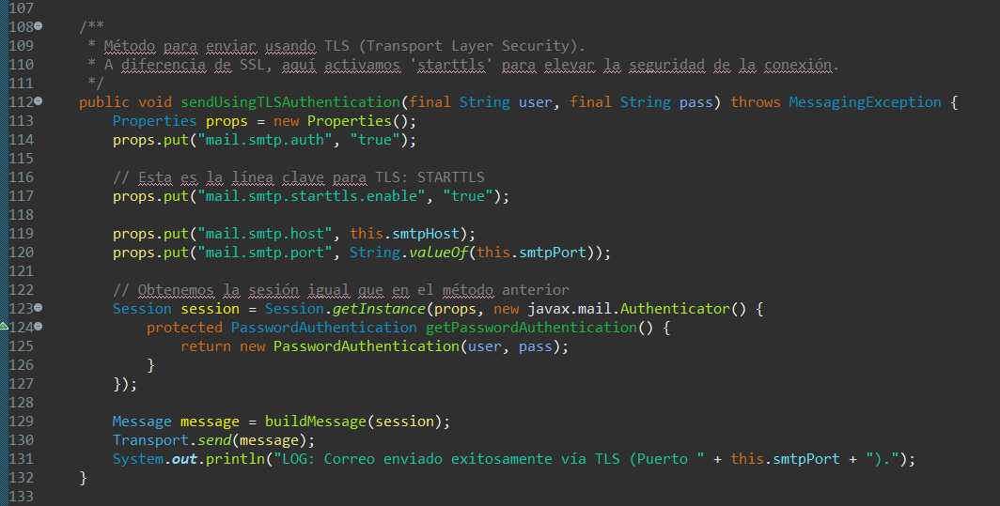 107
108 /**
109 * Método para enviar usando TLS (Transport Layer Security).
110 * A diferencia de SSL, aquí activamos 'starttls' para elevar la seguridad de la conexión.
111 */
112 public void sendUsingTLSAuthentication(final String user, final String pass) throws MessagingException {
113 Properties props = new Properties();
114 props.put("mail.smtp.auth", "true");
115
116 // Esta es la línea clave para TLS: STARTTLS
117 props.put("mail.smtp.starttls.enable", "true");
118
119 props.put("mail.smtp.host", this.smtpHost);
120 props.put("mail.smtp.port", String.valueOf(this.smtpPort));
121
122 // Obtenemos la sesión igual que en el método anterior
123 Session session = Session.getInstance(props, new javax.mail.Authenticator() {
124 protected PasswordAuthentication getPasswordAuthentication() {
125 return new PasswordAuthentication(user, pass);
126 }
127 });
128
129 Message message = buildMessage(session);
130 Transport.send(message);
131 System.out.println("LOG: Correo enviado exitosamente vía TLS (Puerto " + this.smtpPort + ").");
132 }
133